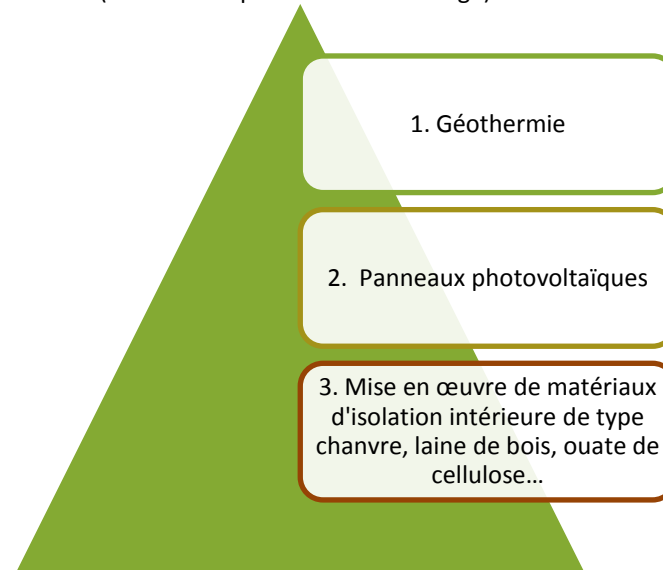 1. Géothermie
2. Panneaux photovoltaïques
3. Mise en œuvre de matériaux
d'isolation intérieure de type
chanvre, laine de bois, ouate de
cellulose…